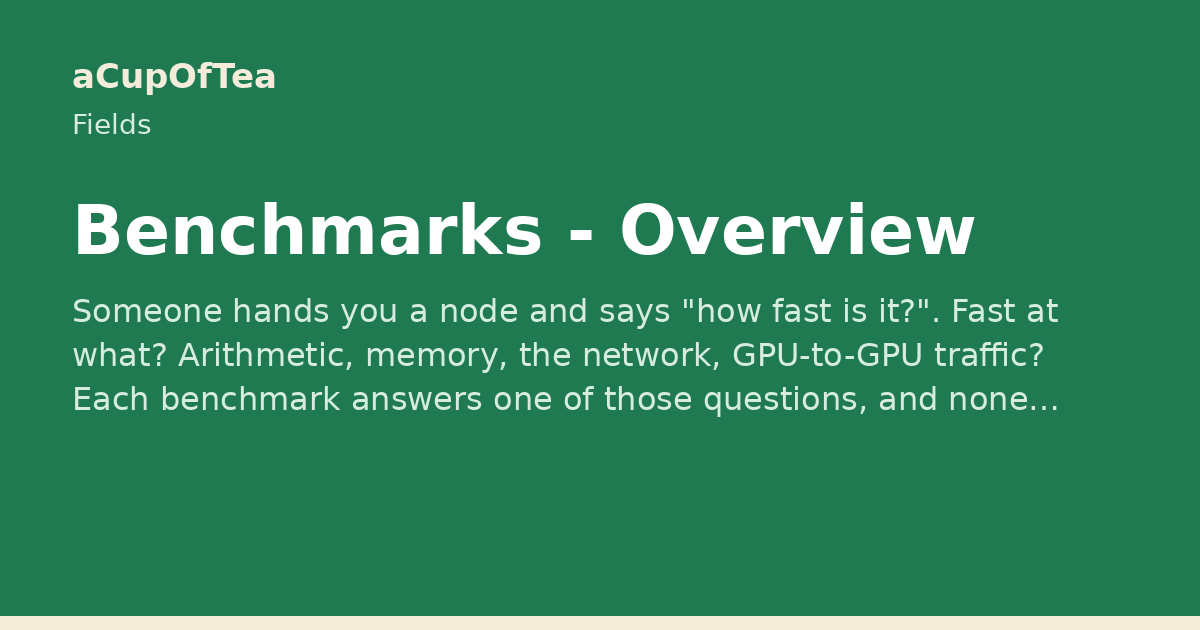 aCupOfTea
Fields
Benchmarks - Overview
Someone hands you a node and says "how fast is it?". Fast at
what? Arithmetic, memory, the network, GPU-to-GPU traffic?
Each benchmark answers one of those questions, and none…